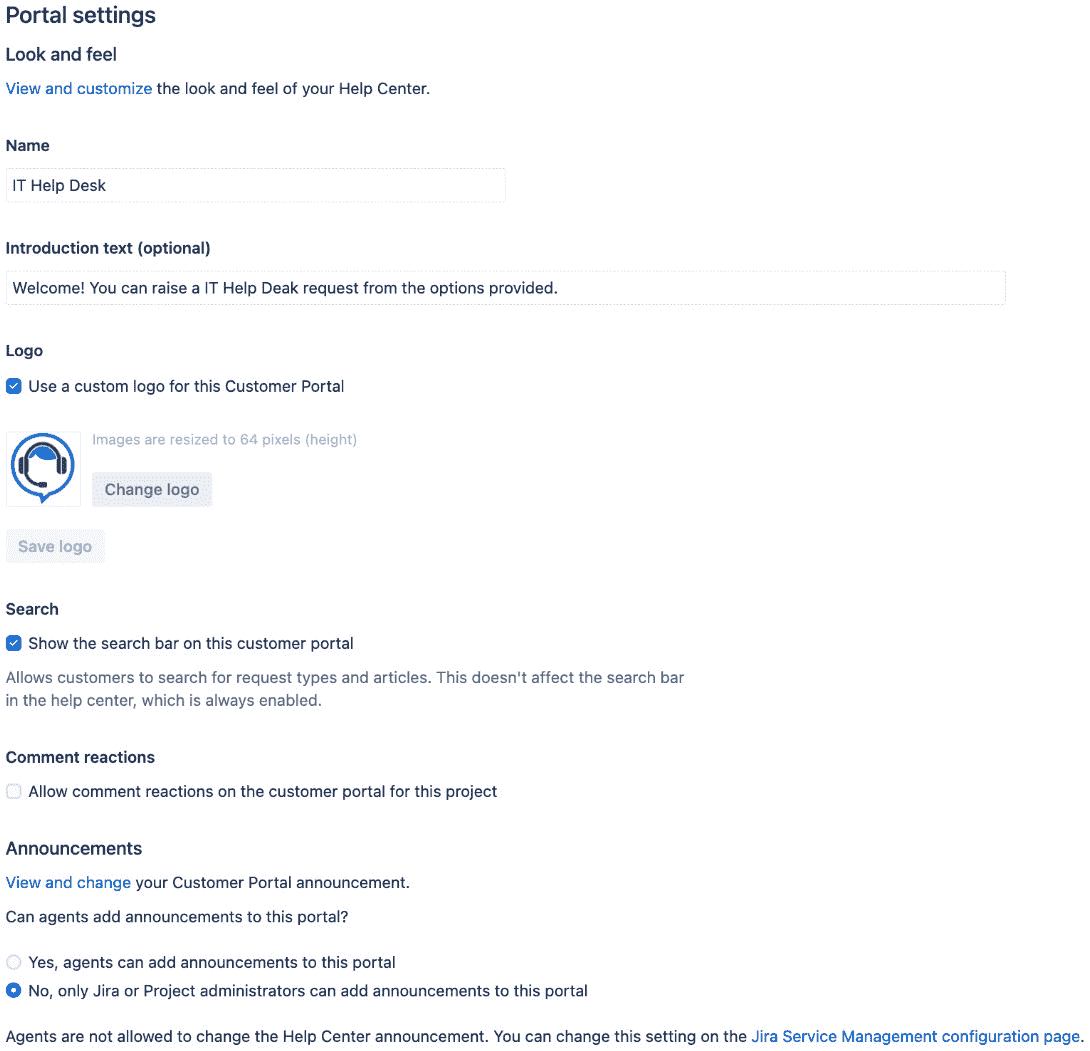 Portal settings
Look and feel
View and customize the look and feel of your Help Center.
Name
IT Help Desk
Introduction text (optional)
Welcome! You can raise a IT Help Deak request from the options provided.
Logo
Use a custom logo for this Customer Portal
Images are resized to 64 pixels (height)
Change logo
Save logo
Search
Show the search bar on this customer portal
Allows customers to search for request types and articles. This doesn't affect the search bar
in the help center, which is always enabled.
Comment reactions
Allow comment reactions on the customer portal for this project
Announcements
View and change your Customer Portal announcement.
Can agents add announcements to this portal?
Yes, agents can add announcements to this portal
No, only Jira or Project administrators can add announcements to this portal
Agents are not allowed to change the Help Center announcement. You can change this setting on the Jira Service Management configuration page.